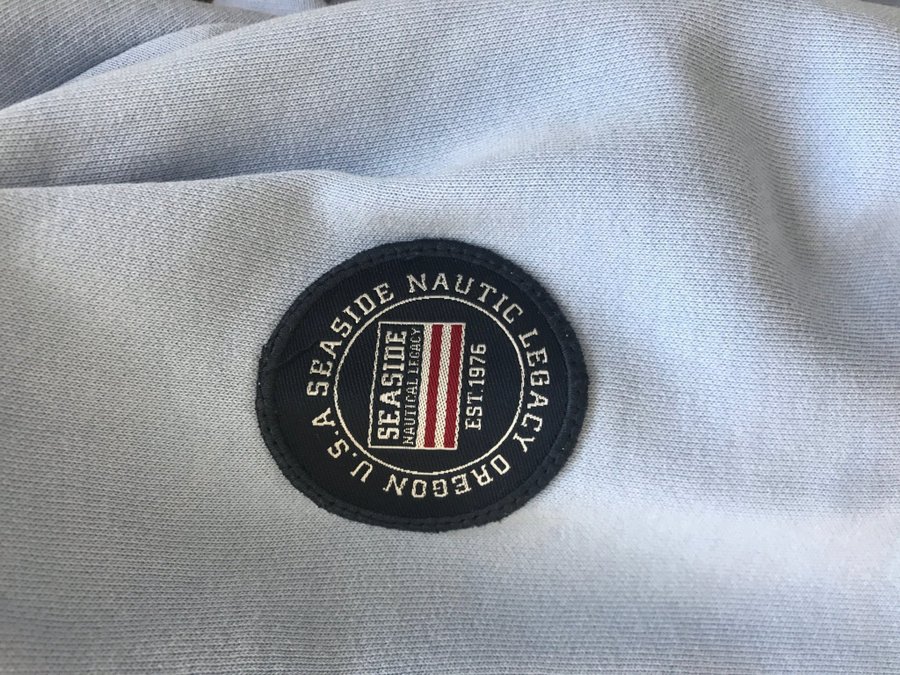 SEASIDE NAUTIC LEGACY OREGON U.S.A
SEASIDE
NAUTICAL LEGACY
EST.1976